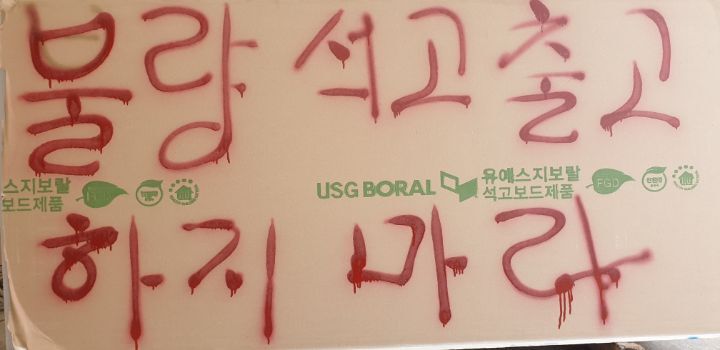 불량 석고 출고
스지보랄
보드제품
USG BORAL
유에스지보랄
석고보드제품
FGD
하지 마라